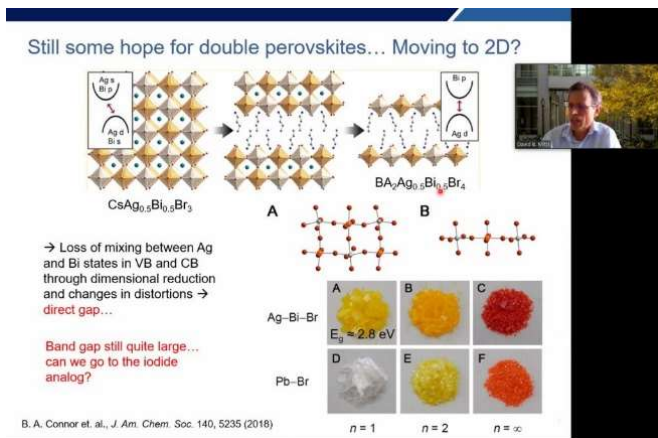 Still some hope for double perovskites… Moving to 2D?
Ag s
Bi p
Ag d
Bi s
Bi p
Ag d
CsAg0.5Bi0.5Br3
BA2Ag0.5Bi0.5Br4
→ Loss of mixing between Ag
and Bi states in VB and CB
through dimensional reduction
and changes in distortions →
direct gap…
Band gap still quite large…
can we go to the iodide
analog?
A
B
Ag–Bi–Br
A
B
C
Eg ≈ 2.8 eV
Pb–Br
D
E
F
n = 1
n = 2
n = ∞
B. A. Connor et. al., J. Am. Chem. Soc. 140, 5235 (2018)